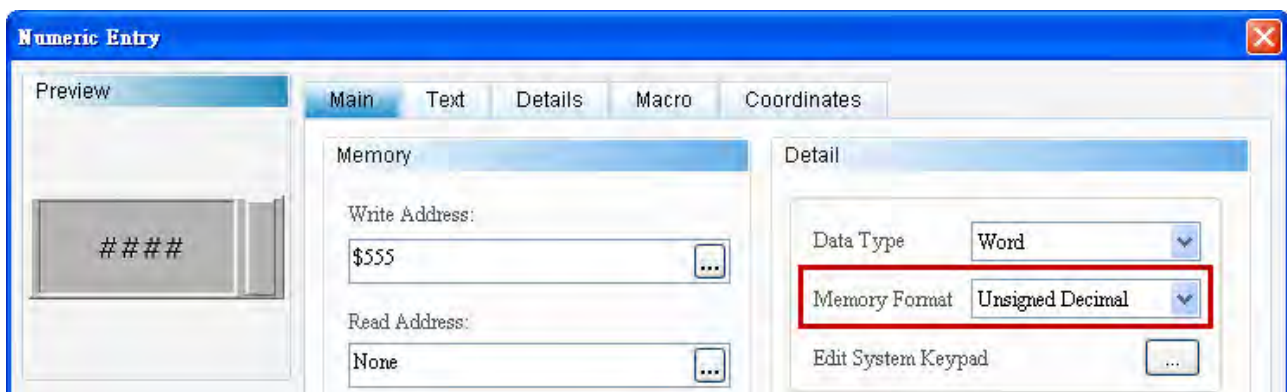 Numeric Entry
Preview
Main Text Details Macro Coordinates
Memory
Detail
Write Address:
$555
...
Data Type Word
Memory Format Unsigned Decimal
Read Address:
None
...
Edit System Keypad ...
####